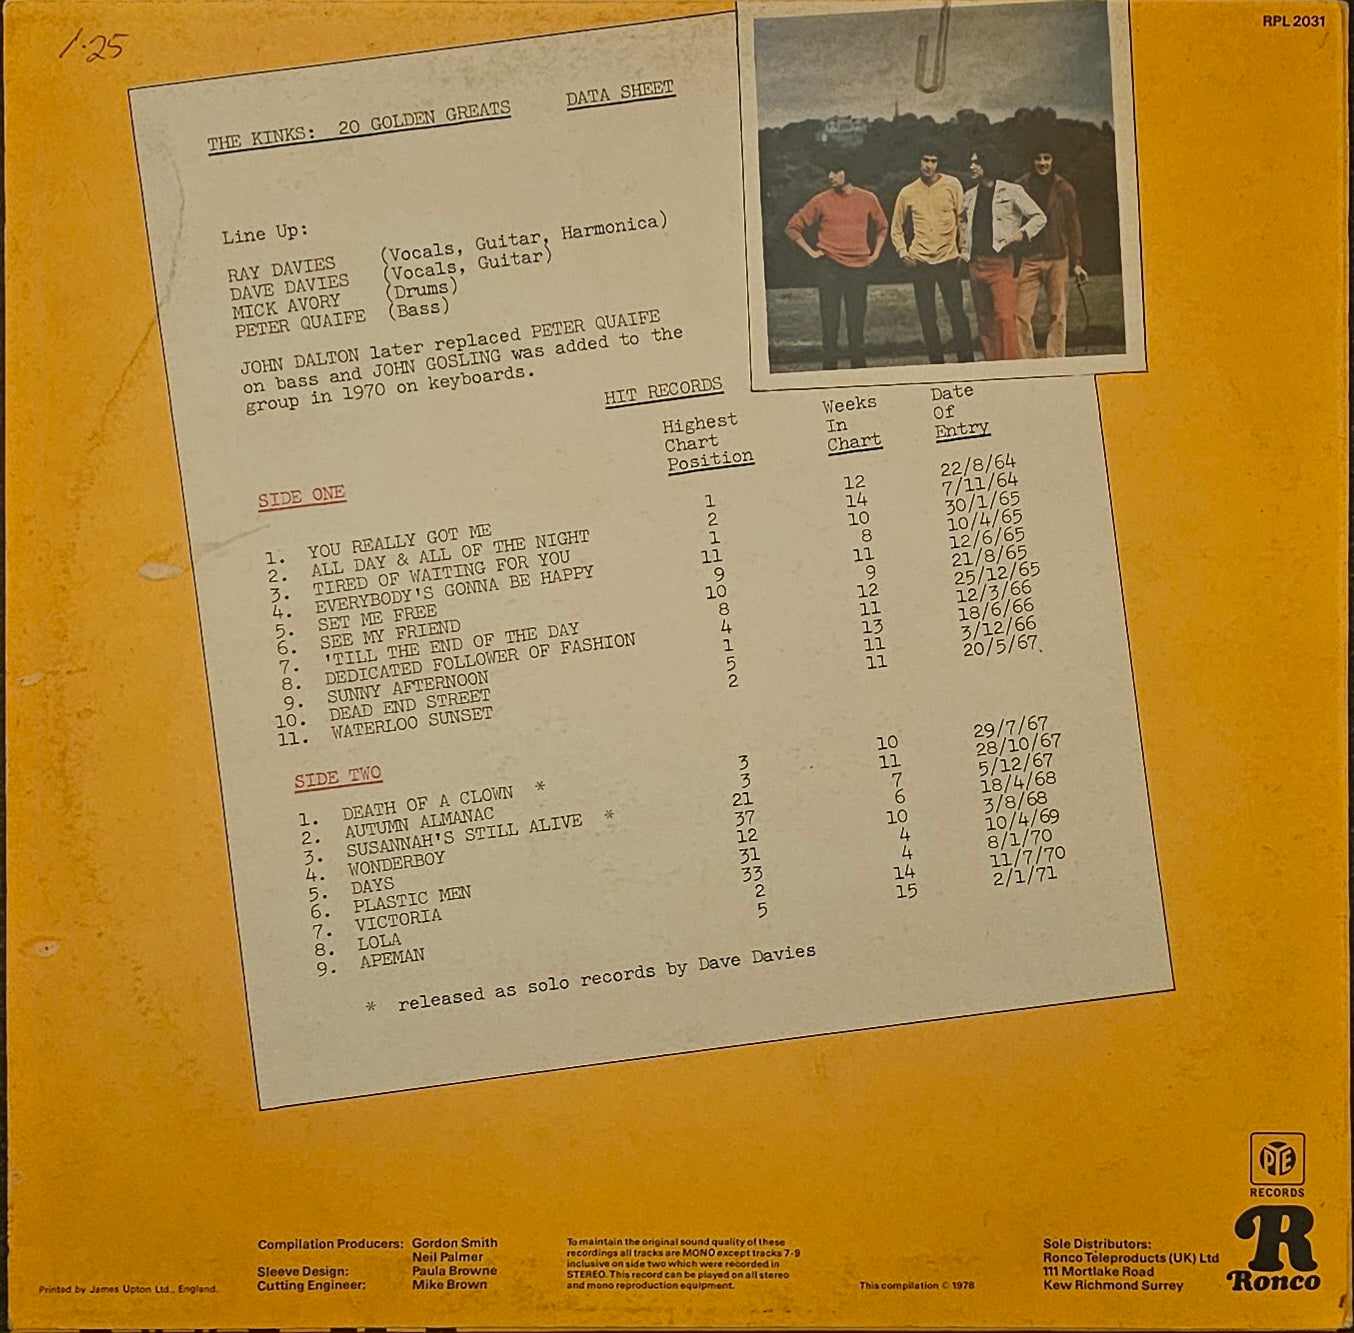 1.25
RPL 2031
THE KINKS: 20 GOLDEN GREATS DATA SHEET
Line Up:
RAY DAVIES (Vocals, Guitar, Harmonica)
DAVE DAVIES (Vocals, Guitar)
MICK AVORY (Drums)
PETER QUAIFE (Bass)
JOHN DALTON later replaced PETER QUAIFE
on bass and JOHN GOSLING was added to the
group in 1970 on keyboards.
HIT RECORDS
Highest Weeks Date
Chart In Of
Position Chart Entry
SIDE ONE
1. YOU REALLY GOT ME 1 12 22/8/64
2. ALL DAY & ALL OF THE NIGHT 2 14 7/11/64
3. TIRED OF WAITING FOR YOU 1 10 30/1/65
4. EVERYBODY'S GONNA BE HAPPY 11 8 10/4/65
5. SET ME FREE 9 11 12/6/65
6. SEE MY FRIEND 10 9 21/8/65
7. 'TILL THE END OF THE DAY 8 12 25/12/65
8. DEDICATED FOLLOWER OF FASHION 4 11 12/3/66
9. SUNNY AFTERNOON 1 13 18/6/66
10. DEAD END STREET 5 11 3/12/66
11. WATERLOO SUNSET 2 11 20/5/67.
SIDE TWO
1. DEATH OF A CLOWN * 3 10 29/7/67
2. AUTUMN ALMANAC 3 11 28/10/67
3. SUSANNAH'S STILL ALIVE * 21 7 5/12/67
4. WONDERBOY 37 6 18/4/68
5. DAYS 12 10 3/8/68
6. PLASTIC MEN 31 4 10/4/69
7. VICTORIA 33 4 8/1/70
8. LOLA 2 14 11/7/70
9. APEMAN 5 15 2/1/71
* released as solo records by Dave Davies
PYE
RECORDS
R
Ronco
Printed by James Upton Ltd., England.
Compilation Producers: Gordon Smith
Neil Palmer
Sleeve Design: Paula Browne
Cutting Engineer: Mike Brown
To maintain the original sound quality of these
recordings all tracks are MONO except tracks 7-9
inclusive on side two which were recorded in
STEREO. This record can be played on all stereo
and mono reproduction equipment.
This compilation © 1978
Sole Distributors:
Ronco Teleproducts (UK) Ltd
111 Mortlake Road
Kew Richmond Surrey